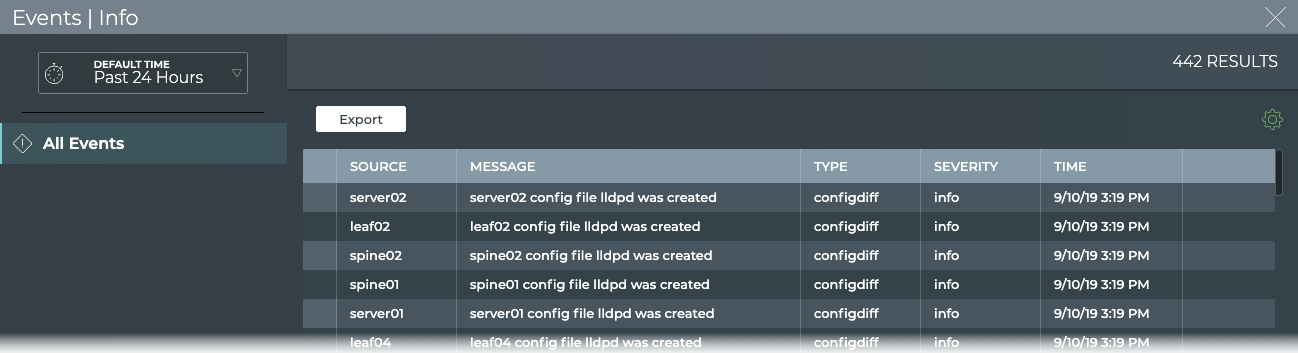 Events | Info
DEFAULT TIME
Past 24 Hours
442 RESULTS
All Events
Export
SOURCE MESSAGE TYPE SEVERITY TIME
server02 server02 config file lldpd was created configdiff info 9/10/19 3:19 PM
leaf02 leaf02 config file lldpd was created configdiff info 9/10/19 3:19 PM
spine02 spine02 config file lldpd was created configdiff info 9/10/19 3:19 PM
spine01 spine01 config file lldpd was created configdiff info 9/10/19 3:19 PM
server01 server01 config file lldpd was created configdiff info 9/10/19 3:19 PM
leaf04 leaf04 config file lldpd was created configdiff info 9/10/19 3:19 PM